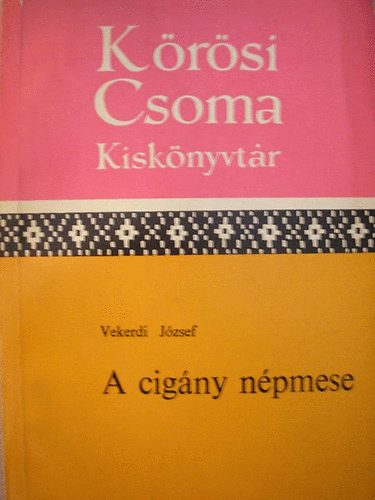 Kőrösi
Csoma
Kiskönyvtár
Vekerdi József
A cigány népmese